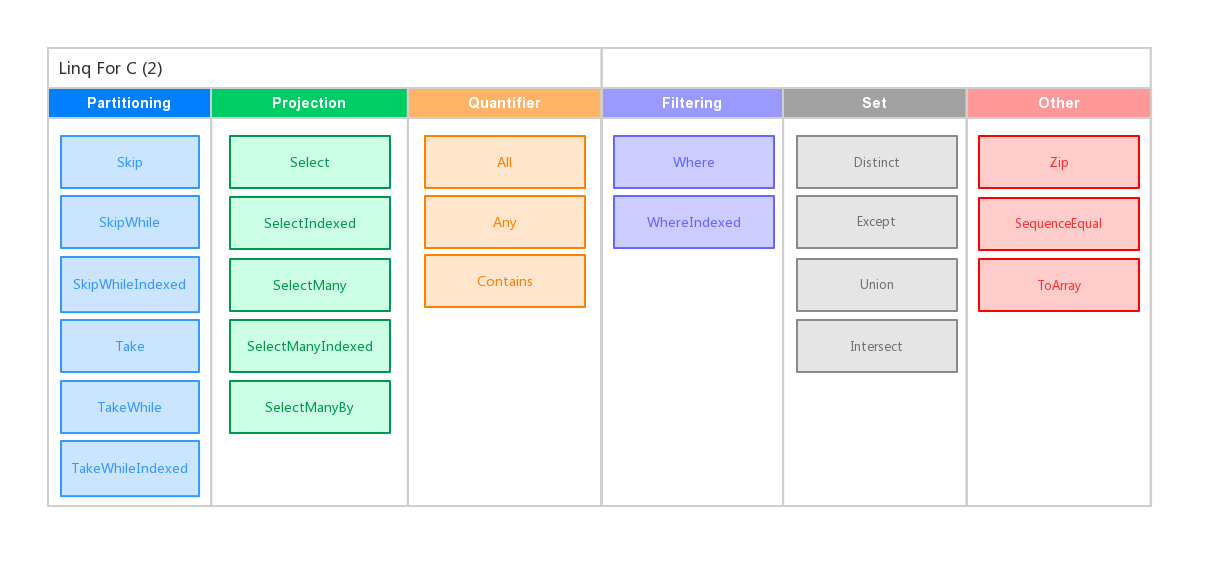 Linq For C (2)
Partitioning
Projection
Quantifier
Filtering
Set
Other
Skip
SkipWhile
SkipWhileIndexed
Take
TakeWhile
TakeWhileIndexed
Select
SelectIndexed
SelectMany
SelectManyIndexed
SelectManyBy
All
Any
Contains
Where
WhereIndexed
Distinct
Except
Union
Intersect
Zip
SequenceEqual
ToArray